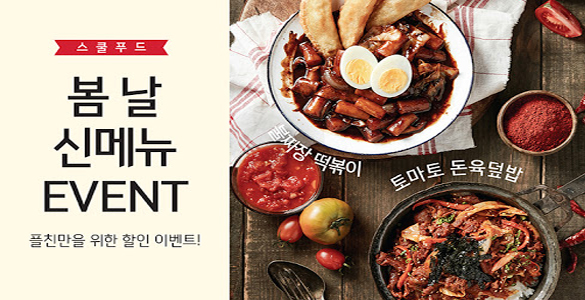 스쿨푸드
봄 날
신메뉴
EVENT
플친만을 위한 할인 이벤트!
불짜장 떡볶이
토마토 돈육덮밥